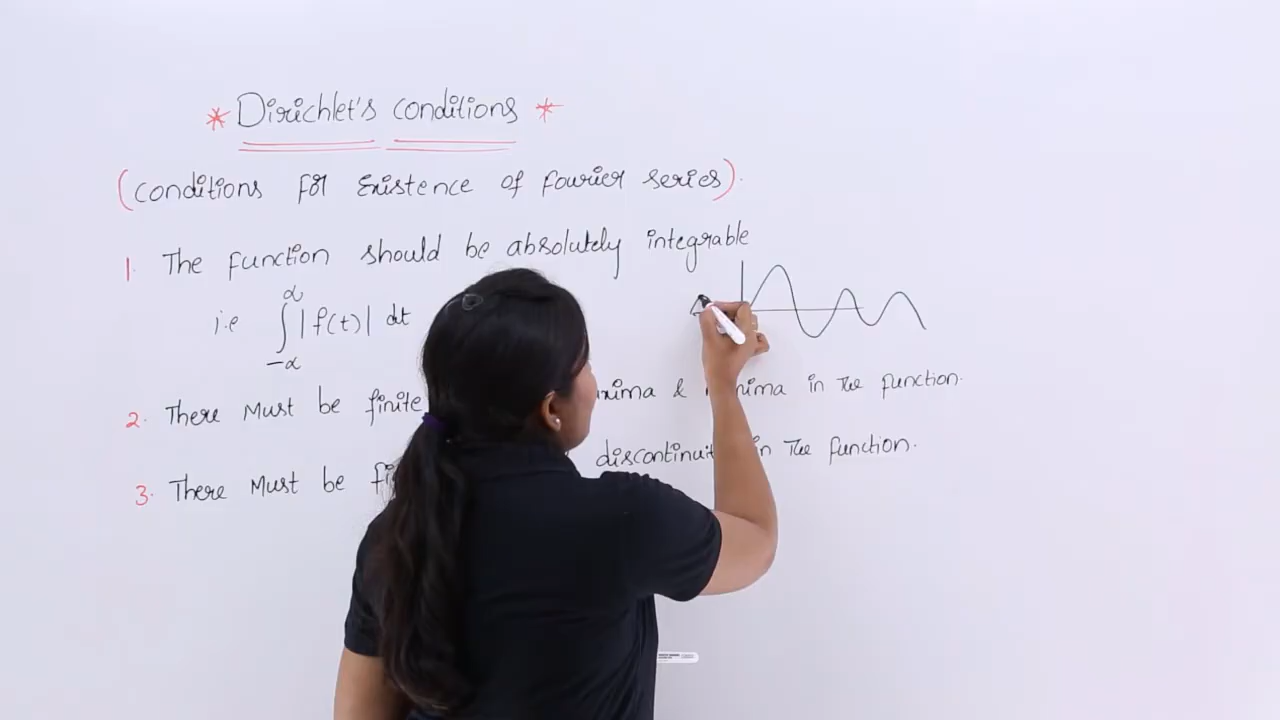 * Dirichlet's conditions *
(conditions for Existence of fourier series).
1. The function should be absolutely integrable
i.e ∫ -α α |f(t)| dt
2. There Must be finite & in The function.
3. There Must be in The function.